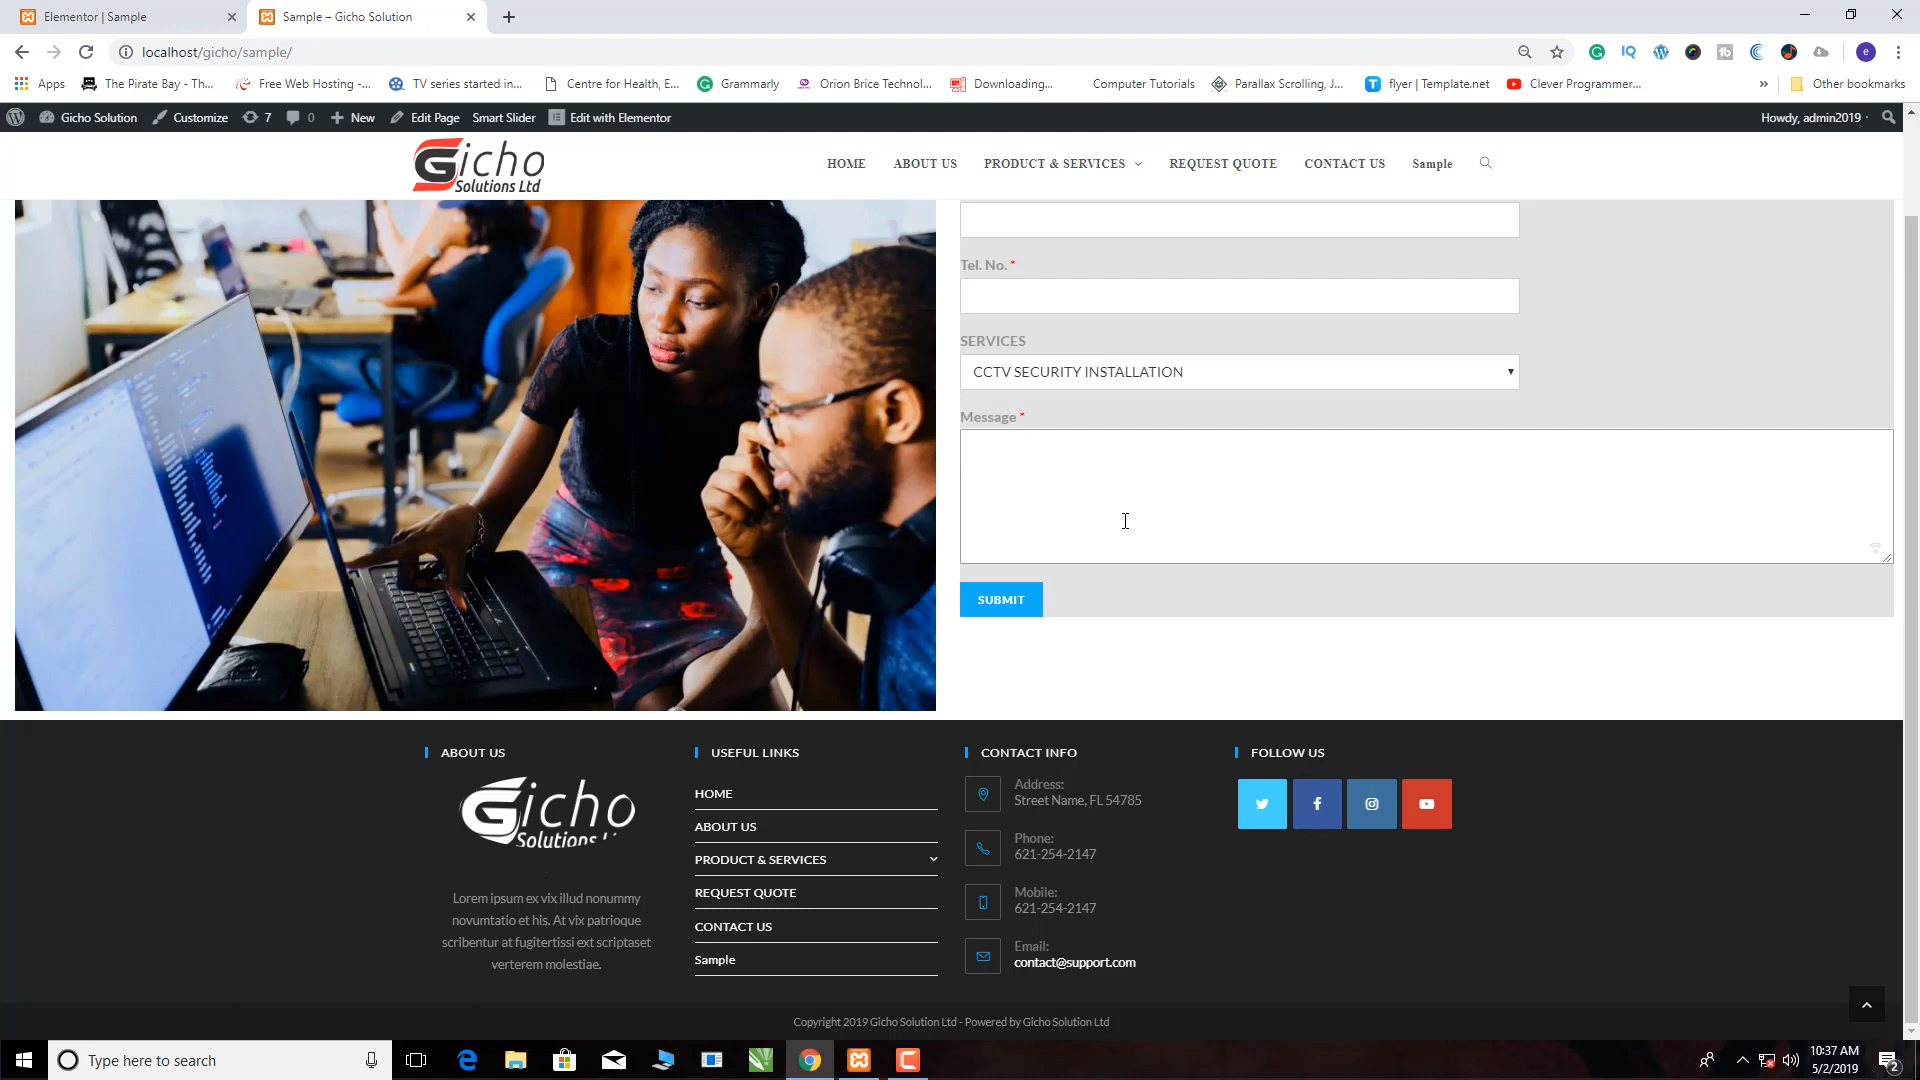 Elementor | Sample
Sample – Gicho Solution
localhost/gicho/sample/
Apps
The Pirate Bay - Th...
Free Web Hosting -...
TV series started in...
Centre for Health, E...
Grammarly
Orion Brice Technol...
Downloading...
Computer Tutorials
Parallax Scrolling, J...
flyer | Template.net
Clever Programmer...
Other bookmarks
Gicho Solution
Customize
7
0
New
Edit Page
Smart Slider
Edit with Elementor
Howdy, admin2019
Gicho
Solutions Ltd
HOME
ABOUT US
PRODUCT & SERVICES
REQUEST QUOTE
CONTACT US
Sample
Tel. No. *
SERVICES
CCTV SECURITY INSTALLATION
Message *
SUBMIT
ABOUT US
Gicho
Solutions
Lorem ipsum ex vix illud nonummy
novumtatio et his. At vix patrioque
scribentur at fugitertissi ext scriptaset
verterem molestiae.
USEFUL LINKS
HOME
ABOUT US
PRODUCT & SERVICES
REQUEST QUOTE
CONTACT US
Sample
CONTACT INFO
Address:
Street Name, FL 54785
Phone:
621-254-2147
Mobile:
621-254-2147
Email:
contact@support.com
FOLLOW US
Copyright 2019 Gicho Solution Ltd - Powered by Gicho Solution Ltd
Type here to search
10:37 AM
5/2/2019
2